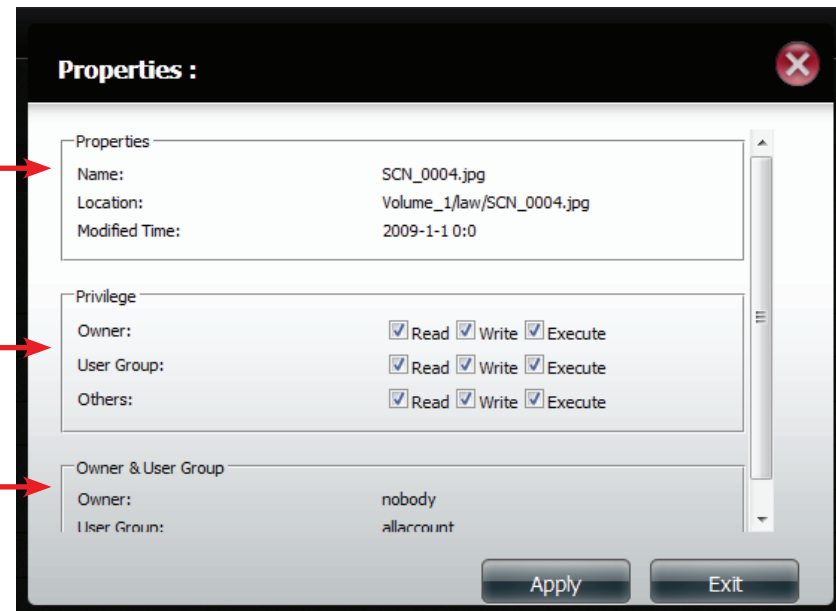 Properties :
Properties
Name: SCN_0004.jpg
Location: Volume_1/law/SCN_0004.jpg
Modified Time: 2009-1-1 0:0
Privilege
Owner: Read Write Execute
User Group: Read Write Execute
Others: Read Write Execute
Owner & User Group
Owner: nobody
User Group: allaccount
Apply Exit